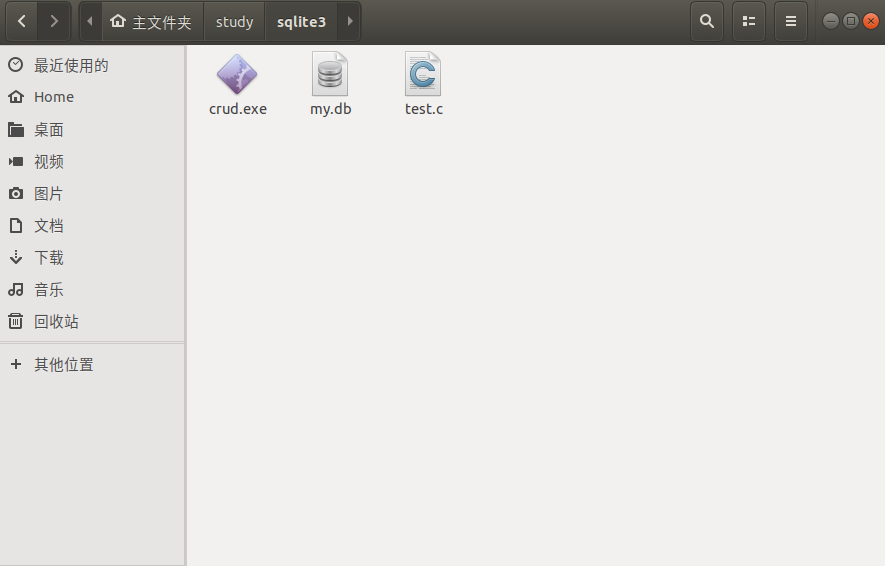 主文件夹 study sqlite3
最近使用的
Home
桌面
视频
图片
文档
下载
音乐
回收站
其他位置
crud.exe my.db test.c